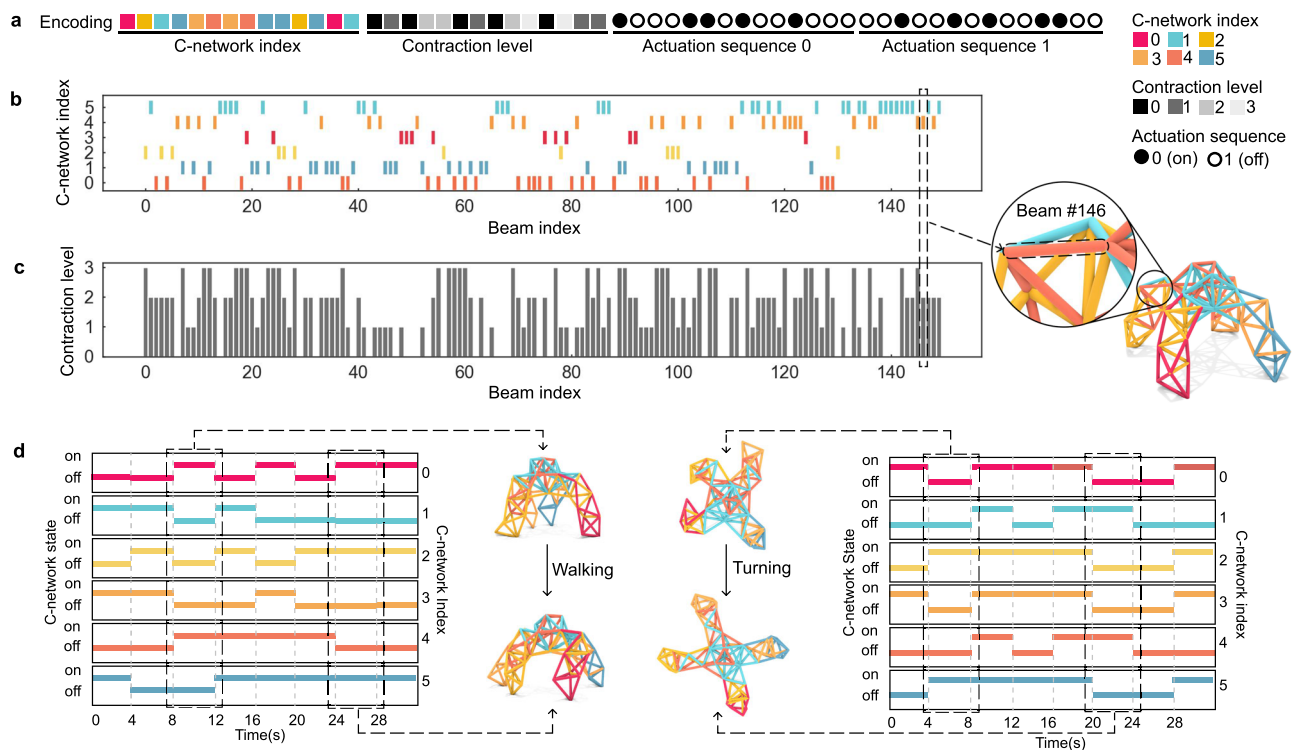 a Encoding
C-network index Contraction level Actuation sequence 0 Actuation sequence 1
C-network index
0 1 2
3 4 5
Contraction level
0 1 2 3
Actuation sequence
0 (on) 1 (off)
b
C-network index
5
4
3
2
1
0
0 20 40 60 80 100 120 140
Beam index
Beam #146
c
Contraction level
3
2
1
0
0 20 40 60 80 100 120 140
Beam index
d
C-network state
on
off
0
on
off
1
on
off
2
on
off
3
on
off
4
on
off
5
C-network Index
0 4 8 12 16 20 24 28
Time(s)
Walking
Turning
C-network State
on
off
0
on
off
1
on
off
2
on
off
3
on
off
4
on
off
5
C-network index
0 4 8 12 16 20 24 28
Time(s)